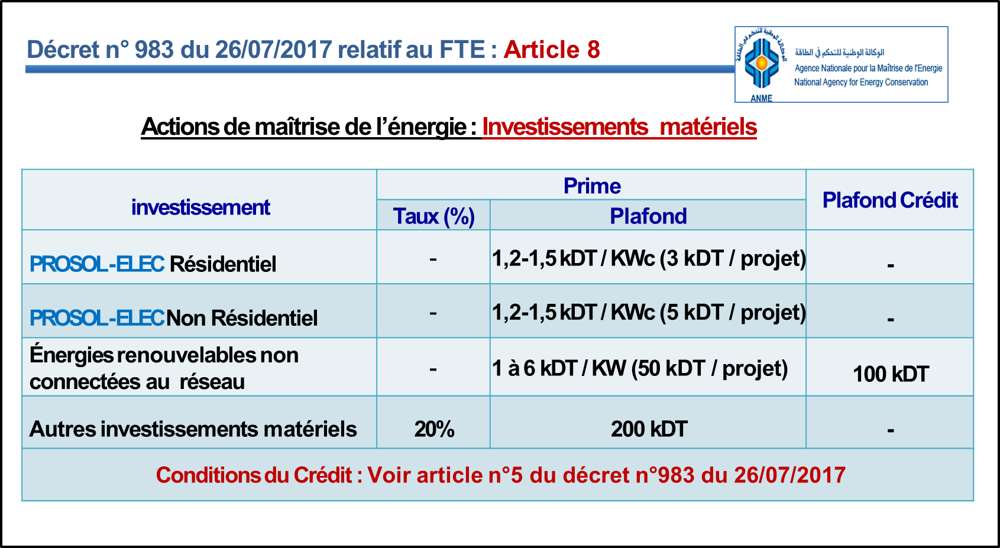 Décret n° 983 du 26/07/2017 relatif au FTE : Article 8
الوكالة الوطنية للتحكم في الطاقة
الوكالة الوطنية للتحكم في الطاقة
Agence Nationale pour la Maîtrise de l'Energie
National Agency for Energy Conservation
ANME
Actions de maîtrise de l’énergie : Investissements matériels
investissement
Prime
Plafond Crédit
Taux (%)
Plafond
PROSOL-ELEC Résidentiel
-
1,2-1,5 kDT / KWc (3 kDT / projet)
-
PROSOL-ELEC Non Résidentiel
-
1,2-1,5 kDT / KWc (5 kDT / projet)
-
Énergies renouvelables non
connectées au réseau
-
1 à 6 kDT / KW (50 kDT / projet)
100 kDT
Autres investissements matériels
20%
200 kDT
-
Conditions du Crédit : Voir article n°5 du décret n°983 du 26/07/2017